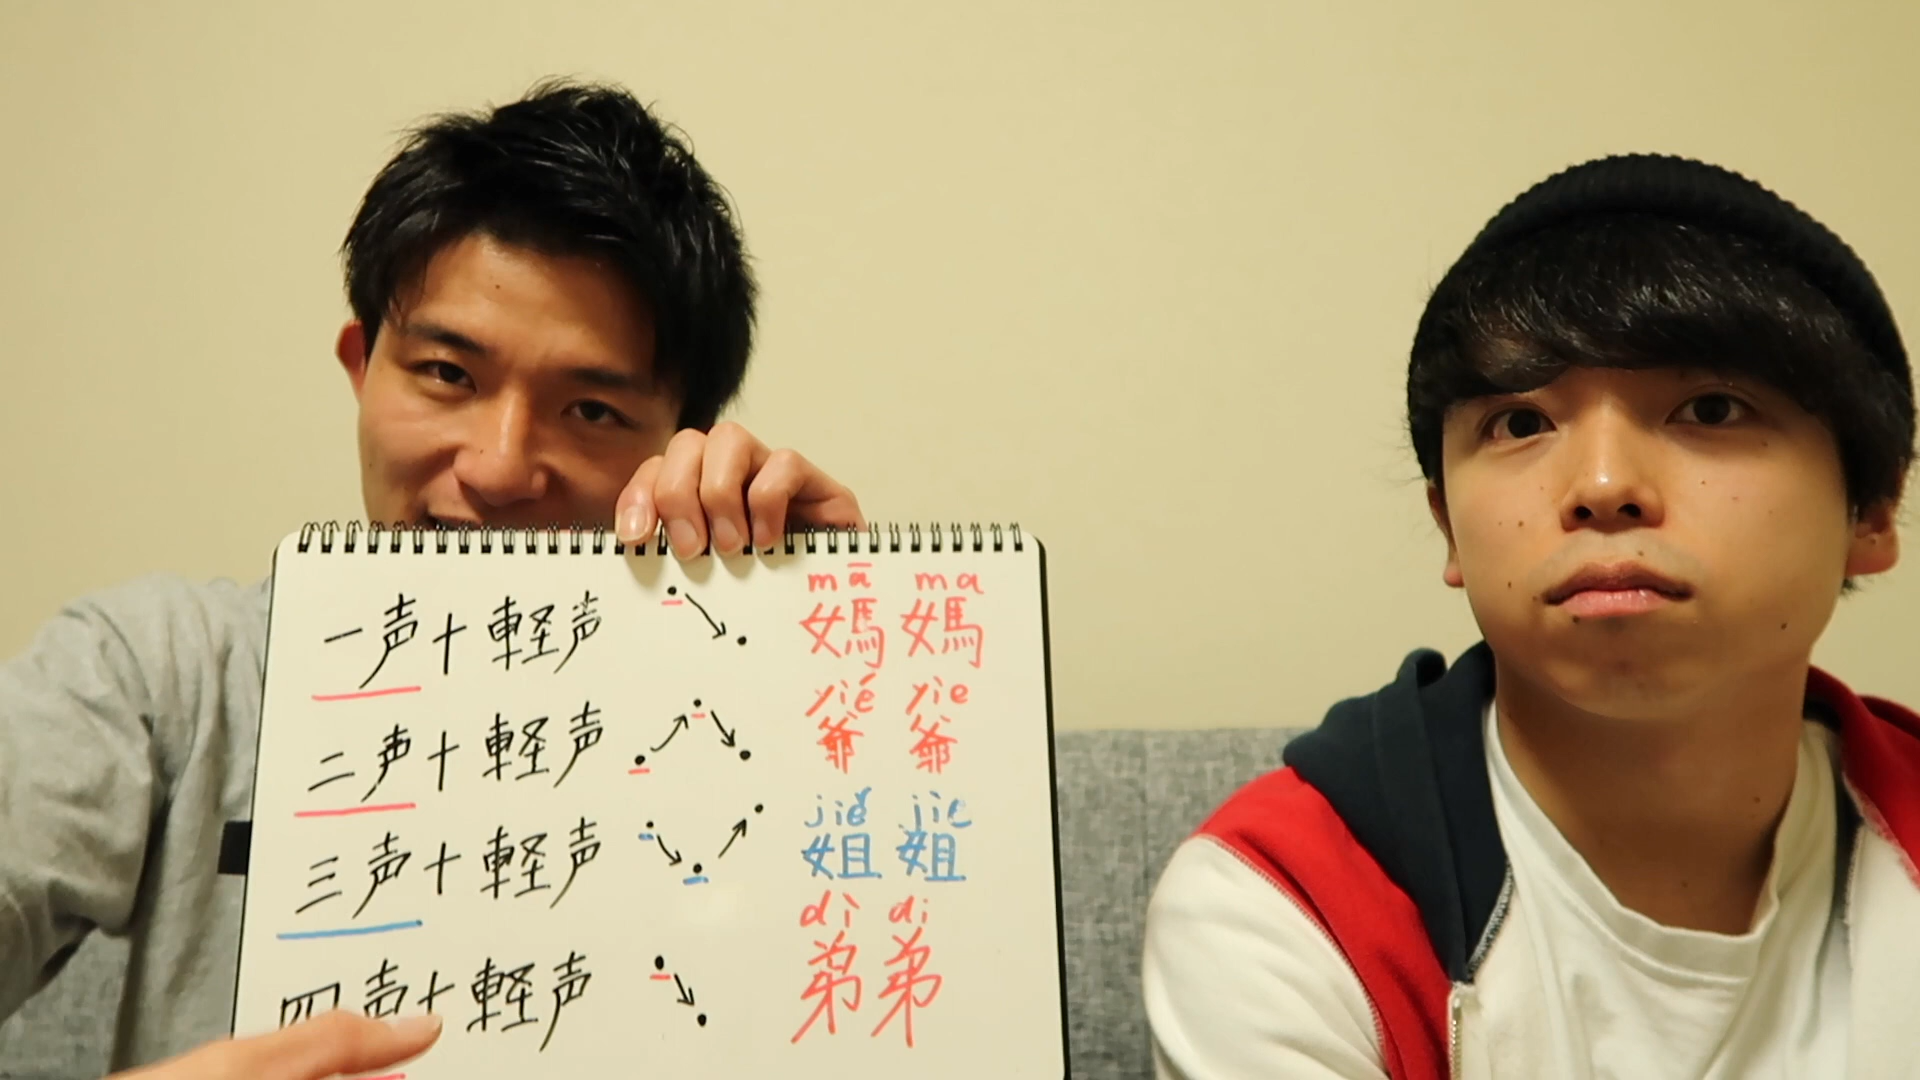 一声+軽声
mā ma
媽媽
二声+軽声
yié yie
爺爺
三声+軽声
jiě jie
姐姐
四声+軽声
dì di
弟弟